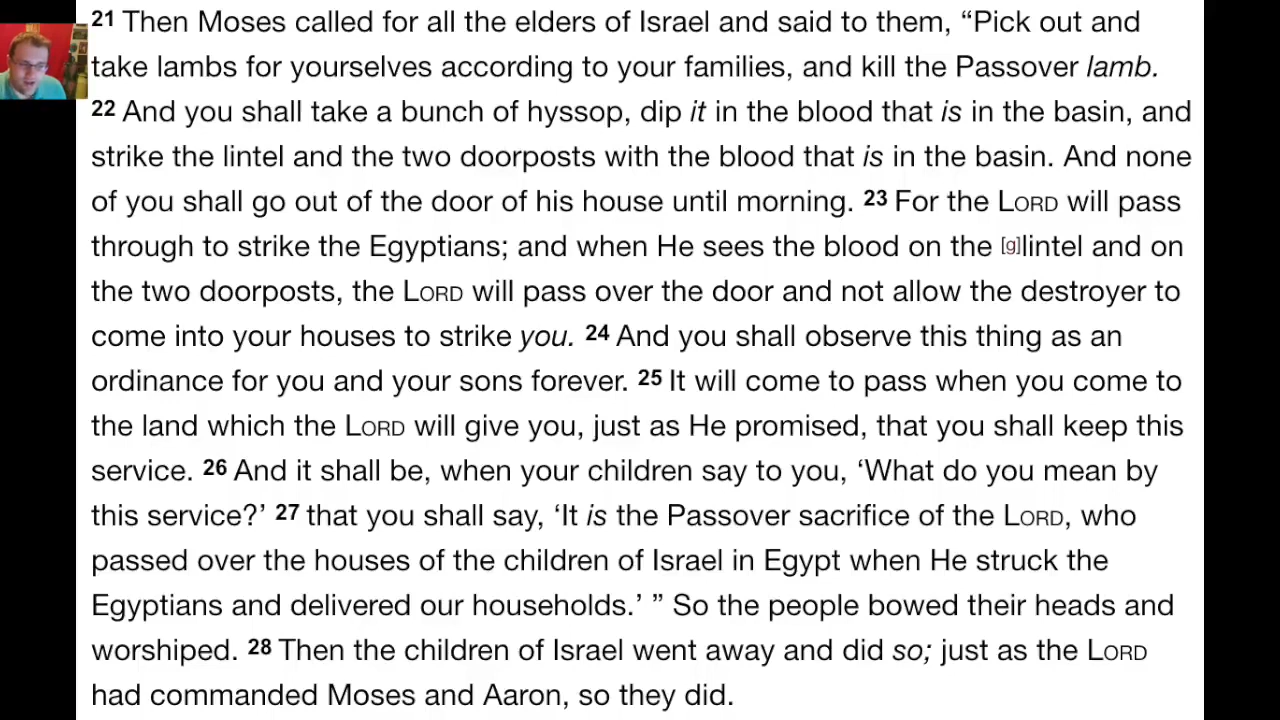 21 Then Moses called for all the elders of Israel and said to them, “Pick out and
take lambs for yourselves according to your families, and kill the Passover lamb.
22 And you shall take a bunch of hyssop, dip it in the blood that is in the basin, and
strike the lintel and the two doorposts with the blood that is in the basin. And none
of you shall go out of the door of his house until morning. 23 For the LORD will pass
through to strike the Egyptians; and when He sees the blood on the [g]lintel and on
the two doorposts, the LORD will pass over the door and not allow the destroyer to
come into your houses to strike you. 24 And you shall observe this thing as an
ordinance for you and your sons forever. 25 It will come to pass when you come to
the land which the LORD will give you, just as He promised, that you shall keep this
service. 26 And it shall be, when your children say to you, ‘What do you mean by
this service?’ 27 that you shall say, ‘It is the Passover sacrifice of the LORD, who
passed over the houses of the children of Israel in Egypt when He struck the
Egyptians and delivered our households.’ ” So the people bowed their heads and
worshiped. 28 Then the children of Israel went away and did so; just as the LORD
had commanded Moses and Aaron, so they did.